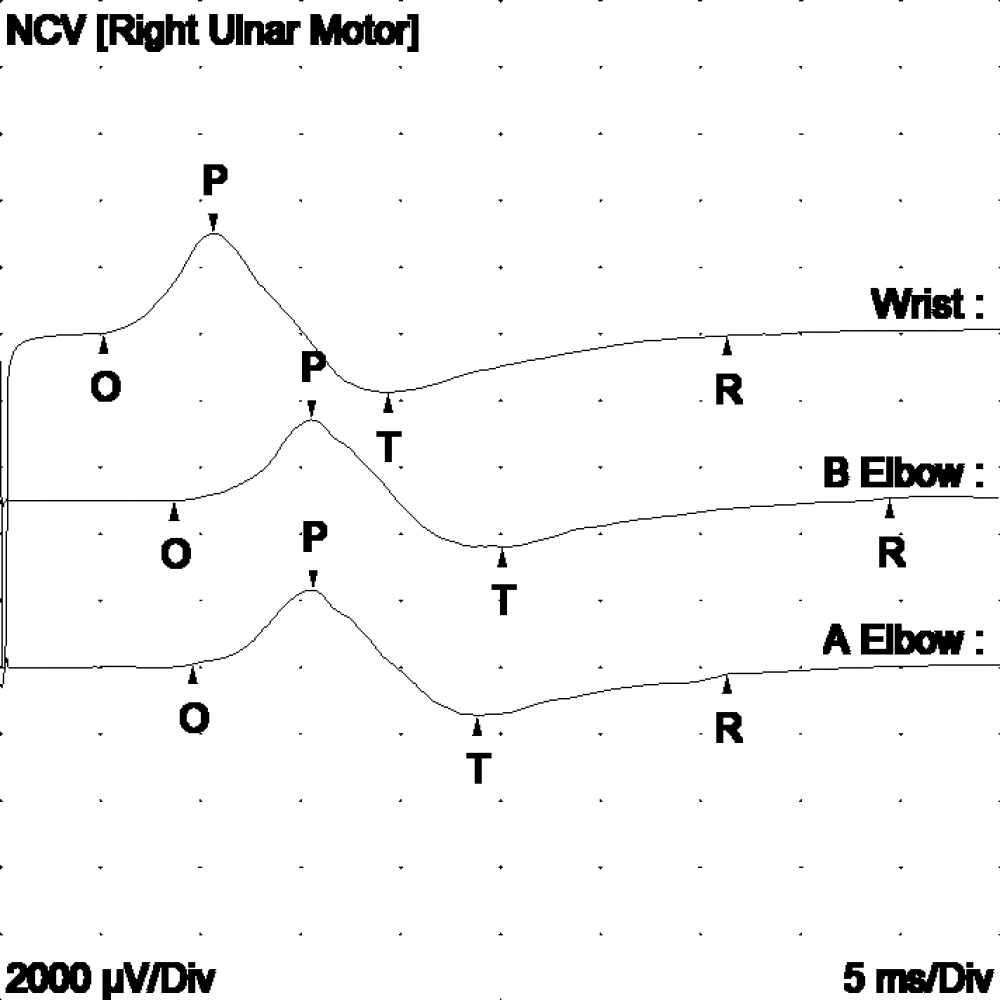 NCV [Right Ulnar Motor]
P
Wrist :
P
O
R
T
B Elbow :
P
O
R
T
A Elbow :
O
R
T
2000 µV/Div
5 ms/Div